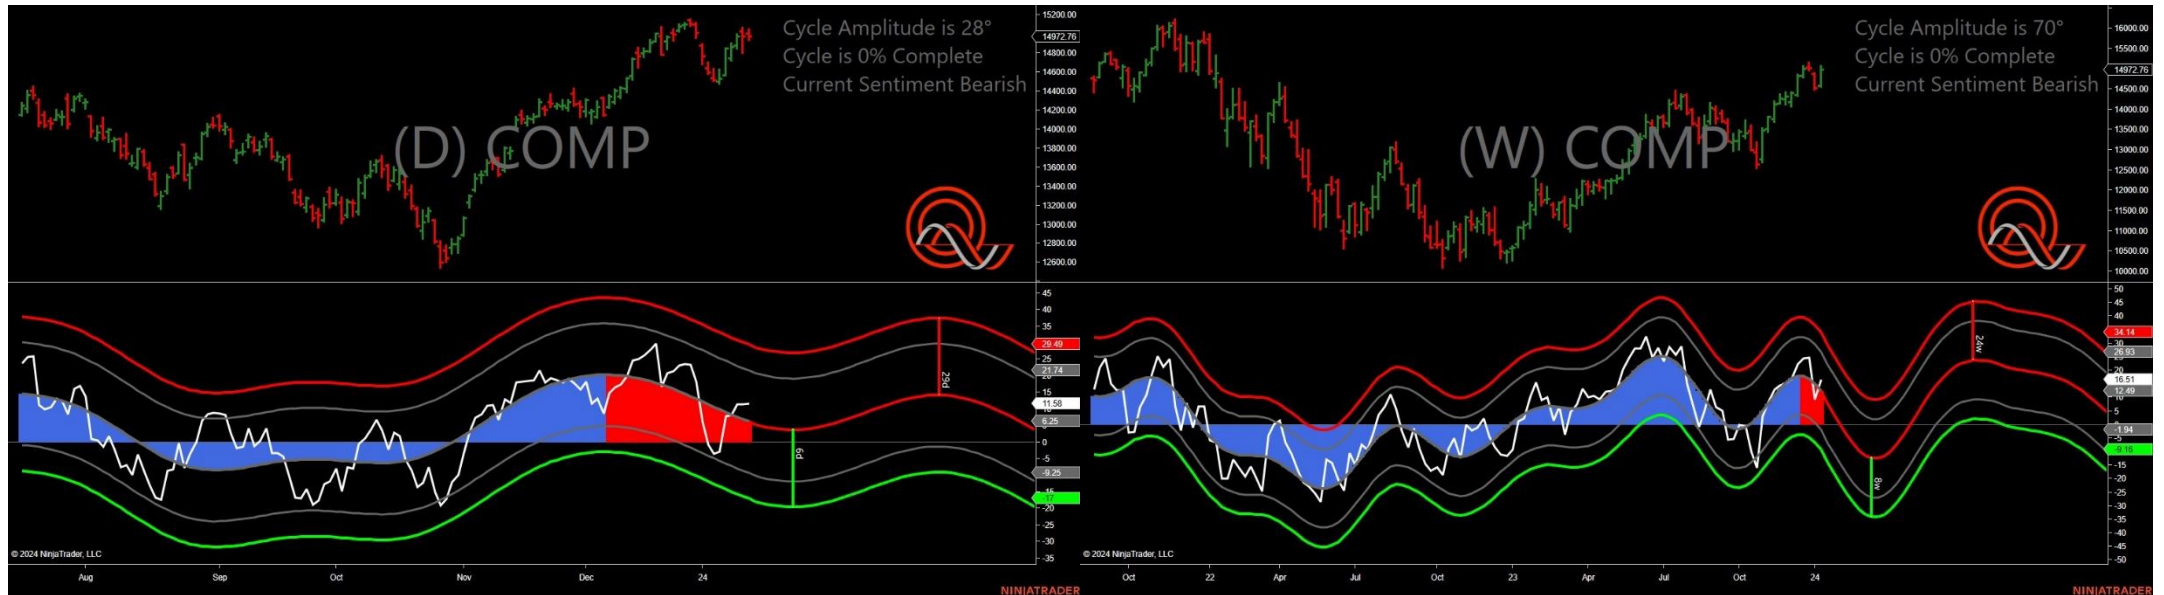 Cycle Amplitude is 28°
Cycle is 0% Complete
Current Sentiment Bearish
(D) COMP
15200.00
14972.76
14800.00
14600.00
14400.00
14200.00
14000.00
13800.00
13600.00
13400.00
13200.00
13000.00
12800.00
12600.00
45
40
35
29.49
25
21.74
20
15
11.58
6.25
0
-5
-9.25
-17
-20
-25
-30
-35
29d
6d
© 2024 NinjaTrader, LLC
Aug
Sep
Oct
Nov
Dec
24
NINJATRADER
Cycle Amplitude is 70°
Cycle is 0% Complete
Current Sentiment Bearish
(W) COMP
16000.00
15500.00
14972.76
14500.00
14000.00
13500.00
13000.00
12500.00
12000.00
11500.00
11000.00
10500.00
10000.00
50
45
40
34.14
26.93
20
16.51
12.49
5
0
-1.94
-5
-9.16
-15
-20
-25
-30
-35
-40
-45
-50
24w
8w
© 2024 NinjaTrader, LLC
Oct
22
Apr
Jul
Oct
23
Apr
Jul
Oct
24
NINJATRADER